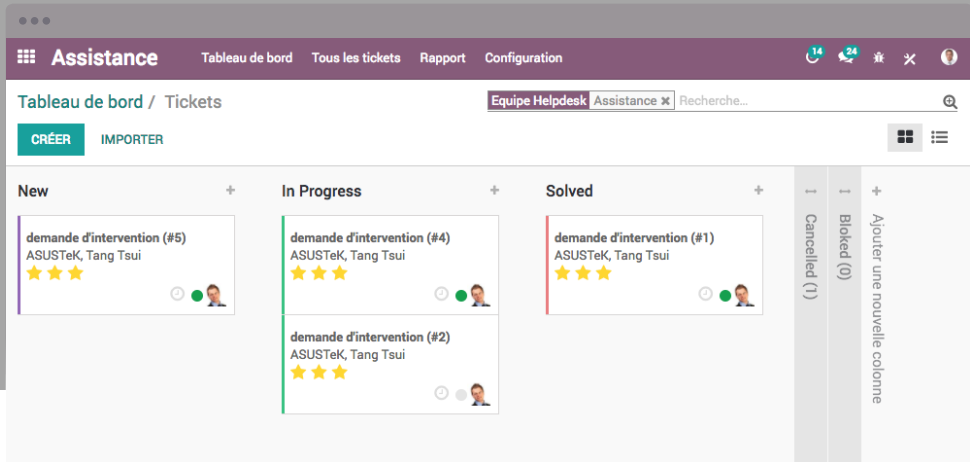 Assistance
Tableau de bord
Tous les tickets
Rapport
Configuration
14
24
Tableau de bord / Tickets
Equipe Helpdesk Assistance ✖ Recherche...
CRÉER
IMPORTER
New +
demande d'intervention (#5)
ASUSTeK, Tang Tsui
In Progress +
demande d'intervention (#4)
ASUSTeK, Tang Tsui
demande d'intervention (#2)
ASUSTeK, Tang Tsui
Solved +
demande d'intervention (#1)
ASUSTeK, Tang Tsui
Cancelled (1)
Bloked (0)
Ajouter une nouvelle colonne